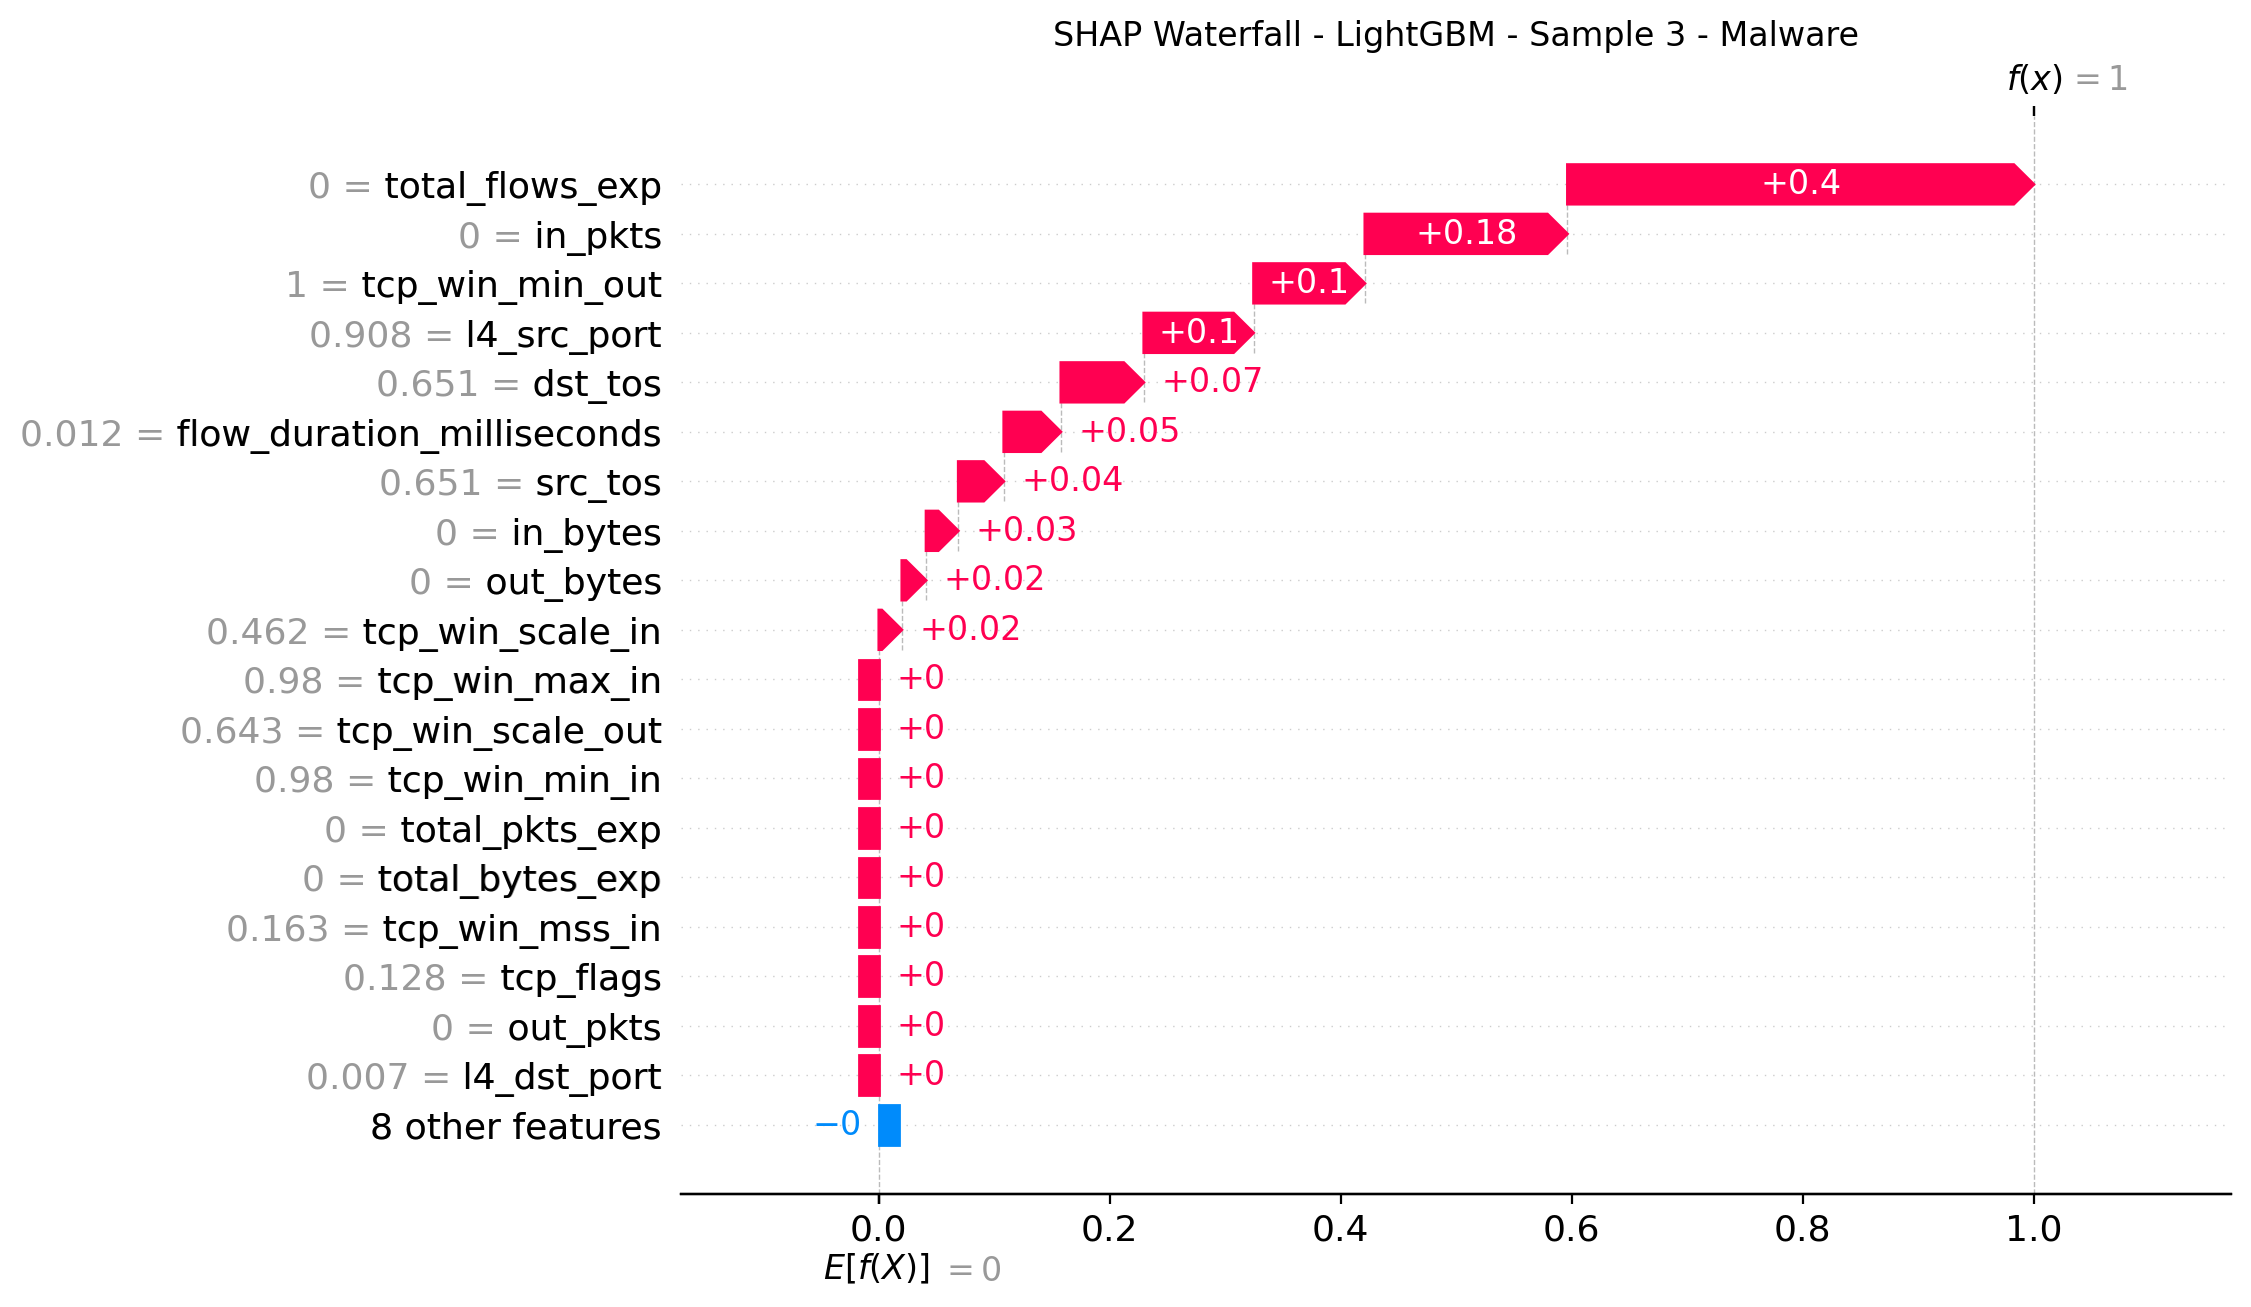 SHAP Waterfall - LightGBM - Sample 3 - Malware
f(x) = 1
0 = total_flows_exp +0.4
0 = in_pkts +0.18
1 = tcp_win_min_out +0.1
0.908 = l4_src_port +0.1
0.651 = dst_tos +0.07
0.012 = flow_duration_milliseconds +0.05
0.651 = src_tos +0.04
0 = in_bytes +0.03
0 = out_bytes +0.02
0.462 = tcp_win_scale_in +0.02
0.98 = tcp_win_max_in +0
0.643 = tcp_win_scale_out +0
0.98 = tcp_win_min_in +0
0 = total_pkts_exp +0
0 = total_bytes_exp +0
0.163 = tcp_win_mss_in +0
0.128 = tcp_flags +0
0 = out_pkts +0
0.007 = l4_dst_port +0
8 other features −0
0.0 0.2 0.4 0.6 0.8 1.0
E[f(X)] = 0